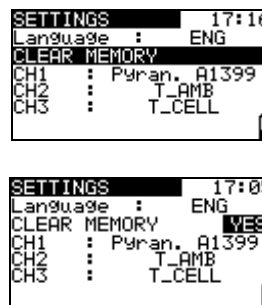 SETTINGS 17:16
Language : ENG
CLEAR MEMORY
CH1 : Pyran. A1399
CH2 : T_AMB
CH3 : T_CELL
SETTINGS 17:05
Language : ENG
CLEAR MEMORY YES
CH1 : Pyran. A1399
CH2 : T_AMB
CH3 : T_CELL